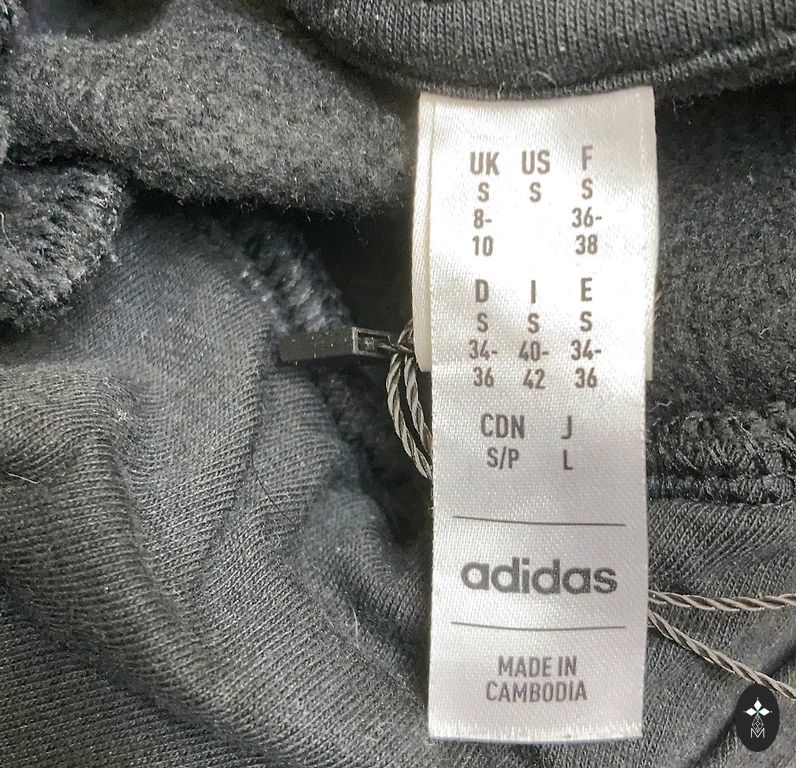 UK US F
S S S
8- 36-
10 38
D I E
S S S
34- 40- 34-
36 42 36
CDN J
S/P L
adidas
MADE IN
CAMBODIA
M